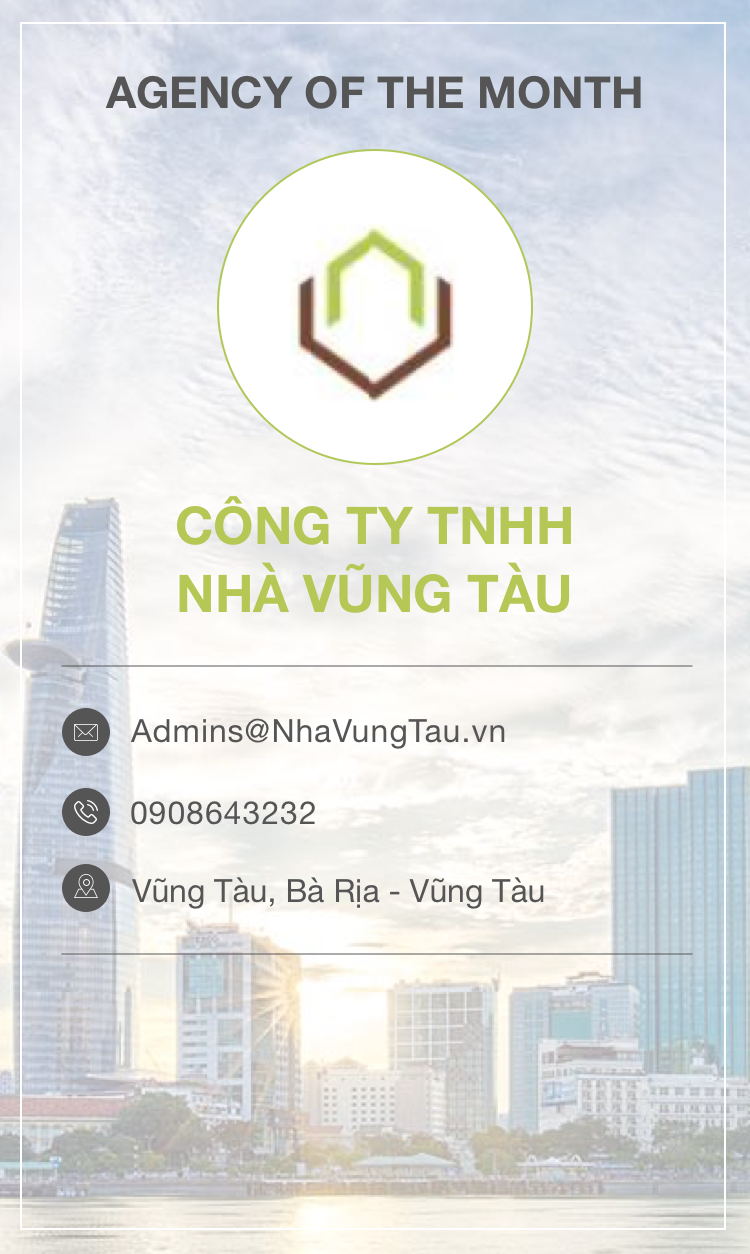 AGENCY OF THE MONTH
CÔNG TY TNHH
NHÀ VŨNG TÀU
Admins@NhaVungTau.vn
0908643232
Vũng Tàu, Bà Rịa - Vũng Tàu